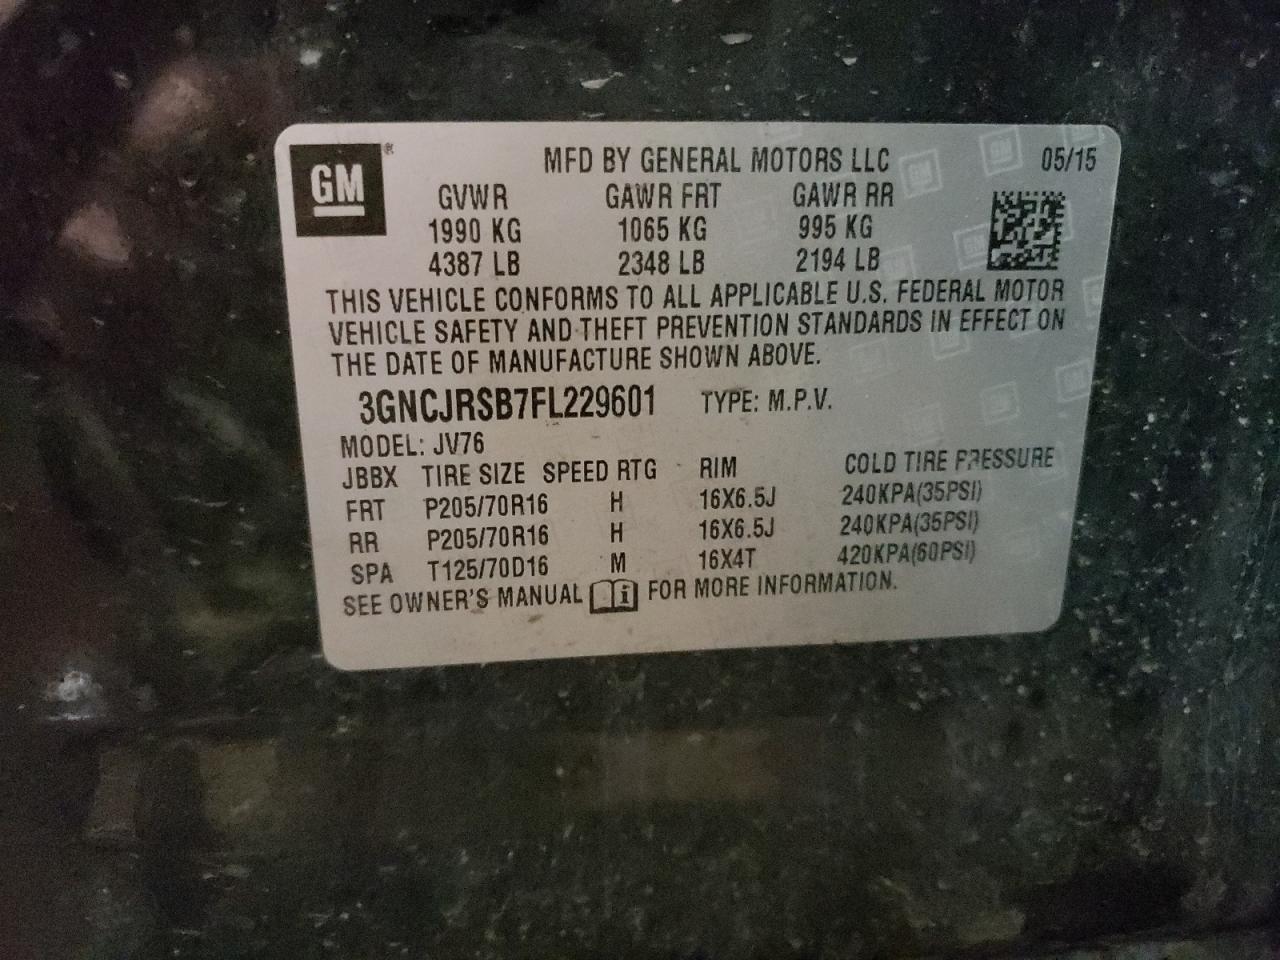 GM ® MFD BY GENERAL MOTORS LLC 05/15
GVWR GAWR FRT GAWR RR
1990 KG 1065 KG 995 KG
4387 LB 2348 LB 2194 LB
THIS VEHICLE CONFORMS TO ALL APPLICABLE U.S. FEDERAL MOTOR
VEHICLE SAFETY AND THEFT PREVENTION STANDARDS IN EFFECT ON
THE DATE OF MANUFACTURE SHOWN ABOVE.
3GNCJRSB7FL229601 TYPE: M.P.V.
MODEL: JV76
JBBX TIRE SIZE SPEED RTG RIM COLD TIRE PRESSURE
FRT P205/70R16 H 16X6.5J 240KPA(35PSI)
RR P205/70R16 H 16X6.5J 240KPA(35PSI)
SPA T125/70D16 M 16X4T 420KPA(60PSI)
SEE OWNER'S MANUAL i FOR MORE INFORMATION.